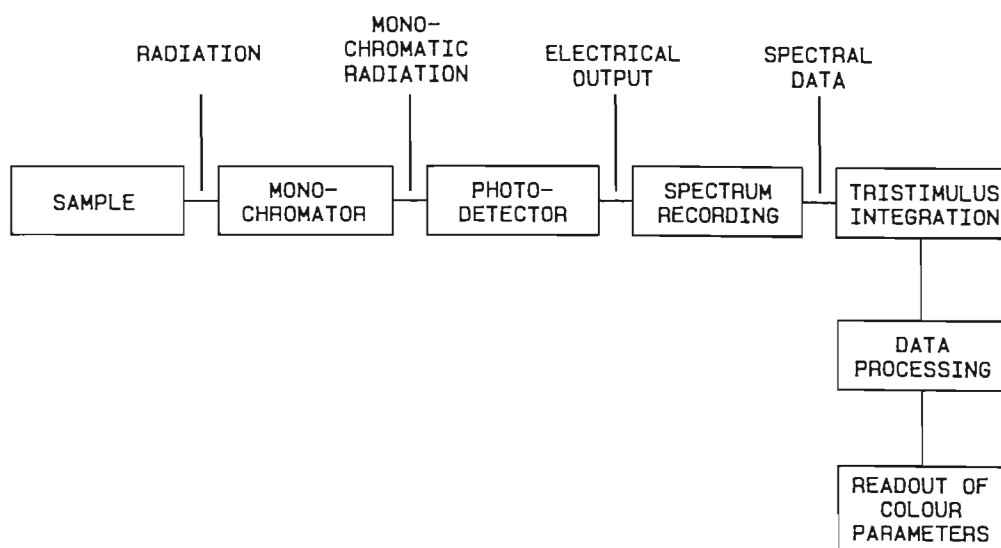 RADIATION
MONO-
CHROMATIC
RADIATION
ELECTRICAL
OUTPUT
SPECTRAL
DATA
SAMPLE
MONO-
CHROMATOR
PHOTO-
DETECTOR
SPECTRUM
RECORDING
TRISTIMULUS
INTEGRATION
DATA
PROCESSING
READOUT OF
COLOUR
PARAMETERS